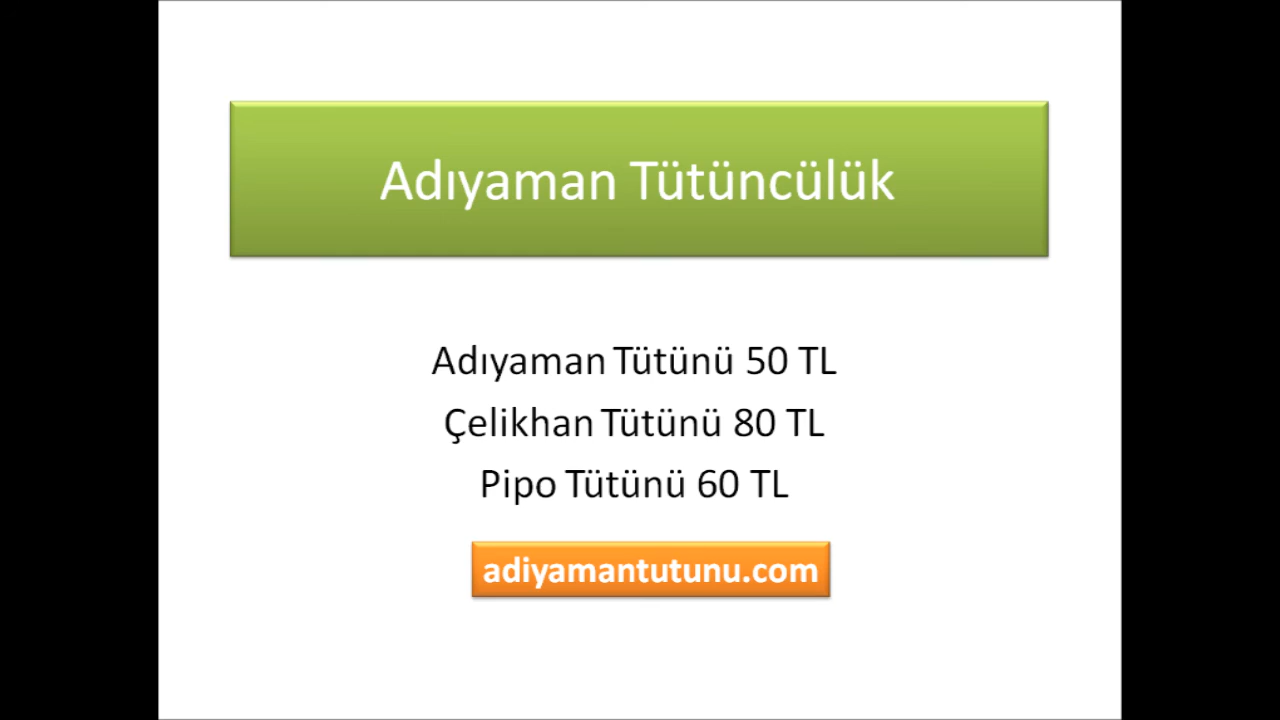 Adıyaman Tütüncülük
Adıyaman Tütünü 50 TL
Çelikhan Tütünü 80 TL
Pipo Tütünü 60 TL
adiyamantutunu.com